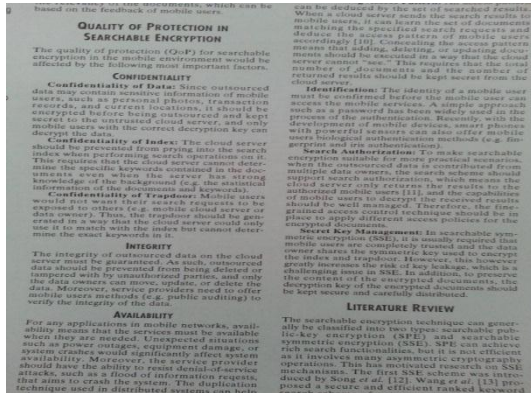 based on the feedback of mobile users.
QUALITY OF PROTECTION IN
SEARCHABLE ENCRYPTION
The quality of protection (QoP) for searchable
encryption in the mobile environment would be
affected by the following most important factors.
CONFIDENTIALITY
Confidentiality of Data: Since outsourced
data may contain sensitive information of mobile
users, such as personal photos, transaction
records, and current locations, it should be
encrypted before being outsourced and kept
secret to the untrusted cloud server, and only
mobile users with the correct decryption key can
decrypt the data.
Confidentiality of Index: The cloud server
should be prevented from prying into the search
index when performing search operations on it.
This requires that the cloud server cannot deter-
mine the specific keywords contained in the doc-
uments even when the server has strong
knowledge of the background (e.g. the statistical
information of the documents and keywords).
Confidentiality of Trapdoor: Mobile users
would not want their search requests to be
exposed to others (e.g. mobile cloud server or
data owner). Thus, the trapdoor should be gen-
erated in a way that the cloud server could only
use it to match with the index but cannot deter-
mine the exact keywords in it.
INTEGRITY
The integrity of outsourced data on the cloud
server must be guaranteed. As such, outsourced
data should be prevented from being deleted or
tampered with by unauthorized parties, and only
the data owners can move, update, or delete the
data. Moreover, service providers need to offer
mobile users methods (e.g. public auditing) to
verify the integrity of the data.
AVAILABILITY
For any applications in mobile networks, avail-
ability means that the services must be available
when they are needed. Unexpected situations
such as power outages, equipment damage, or
system crashes would significantly affect system
availability. Moreover, the service provider
should have the ability to resist denial-of-service
attacks, such as a flood of information requests,
that aims to crash the system. The duplication
technique used in distributed systems can help
can be deduced by the set of searched results.
When a cloud server sends the search results to
mobile users, it can learn the set of documents
matching the specified search requests and
deduce the access pattern of mobile users
accordingly [10]. Concealing the access pattern
means that adding, deleting, or updating docu-
ments should be executed in a way that the cloud
server cannot "see." This requires that the total
number of documents and the number of
returned results should be kept secret from the
cloud server.
Identification: The identity of a mobile user
must be confirmed before the mobile user can
access the mobile services. A simple approach
such as a password has been widely used in the
process of the authentication. Recently, with the
development of mobile devices, smart phones
with powerful sensors can also offer mobile
users biological authentication methods (e.g. fin-
gerprint and iris authentication).
Search Authorization: To make searchable
encryption suitable for more practical scenarios,
when the outsourced data is contributed from
multiple data owners, the search scheme should
support search authorization, which means the
cloud server only returns the results to the
authorized mobile users [11], and the capabilities
of mobile users to decrypt the received results
should be well managed. Therefore, the fine-
grained access control technique should be in
place to apply different access policies for the
encrypted documents.
Secret Key Management: In searchable sym-
metric encryption (SSE), it is usually required that
mobile users are completely trusted and the data
owner shares the symmetric key used to encrypt
the index and trapdoor. However, this however
greatly increases the risk of key leakage, which is a
challenging issue in SSE. In addition, to preserve
the content of the encrypted documents, the
decryption key of the encrypted documents should
be kept secure and carefully distributed.
LITERATURE REVIEW
The searchable encryption technique can gener-
ally be classified into two types: searchable pub-
lic-key encryption (SPE) and searchable
symmetric encryption (SSE). SPE can achieve
rich search functionalities, but it is not efficient
as it involves many asymmetric cryptography
operations. This has motivated research on SSE
mechanisms. The first SSE scheme was intro-
duced by Song et al. [12]. Wang et al. [13] pro-
posed a secure and efficient ranked keyword